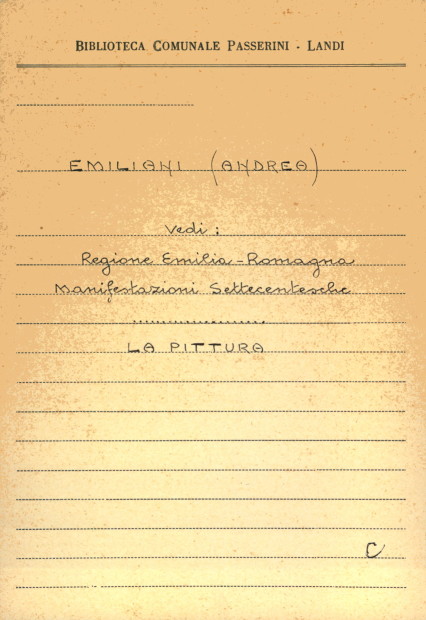 BIBLIOTECA COMUNALE PASSERINI - LANDI
EMILIANI (ANDREA)
Vedi:
Regione Emilia-Romagna
Manifestazioni Settecentesche
....................
LA PITTURA
C